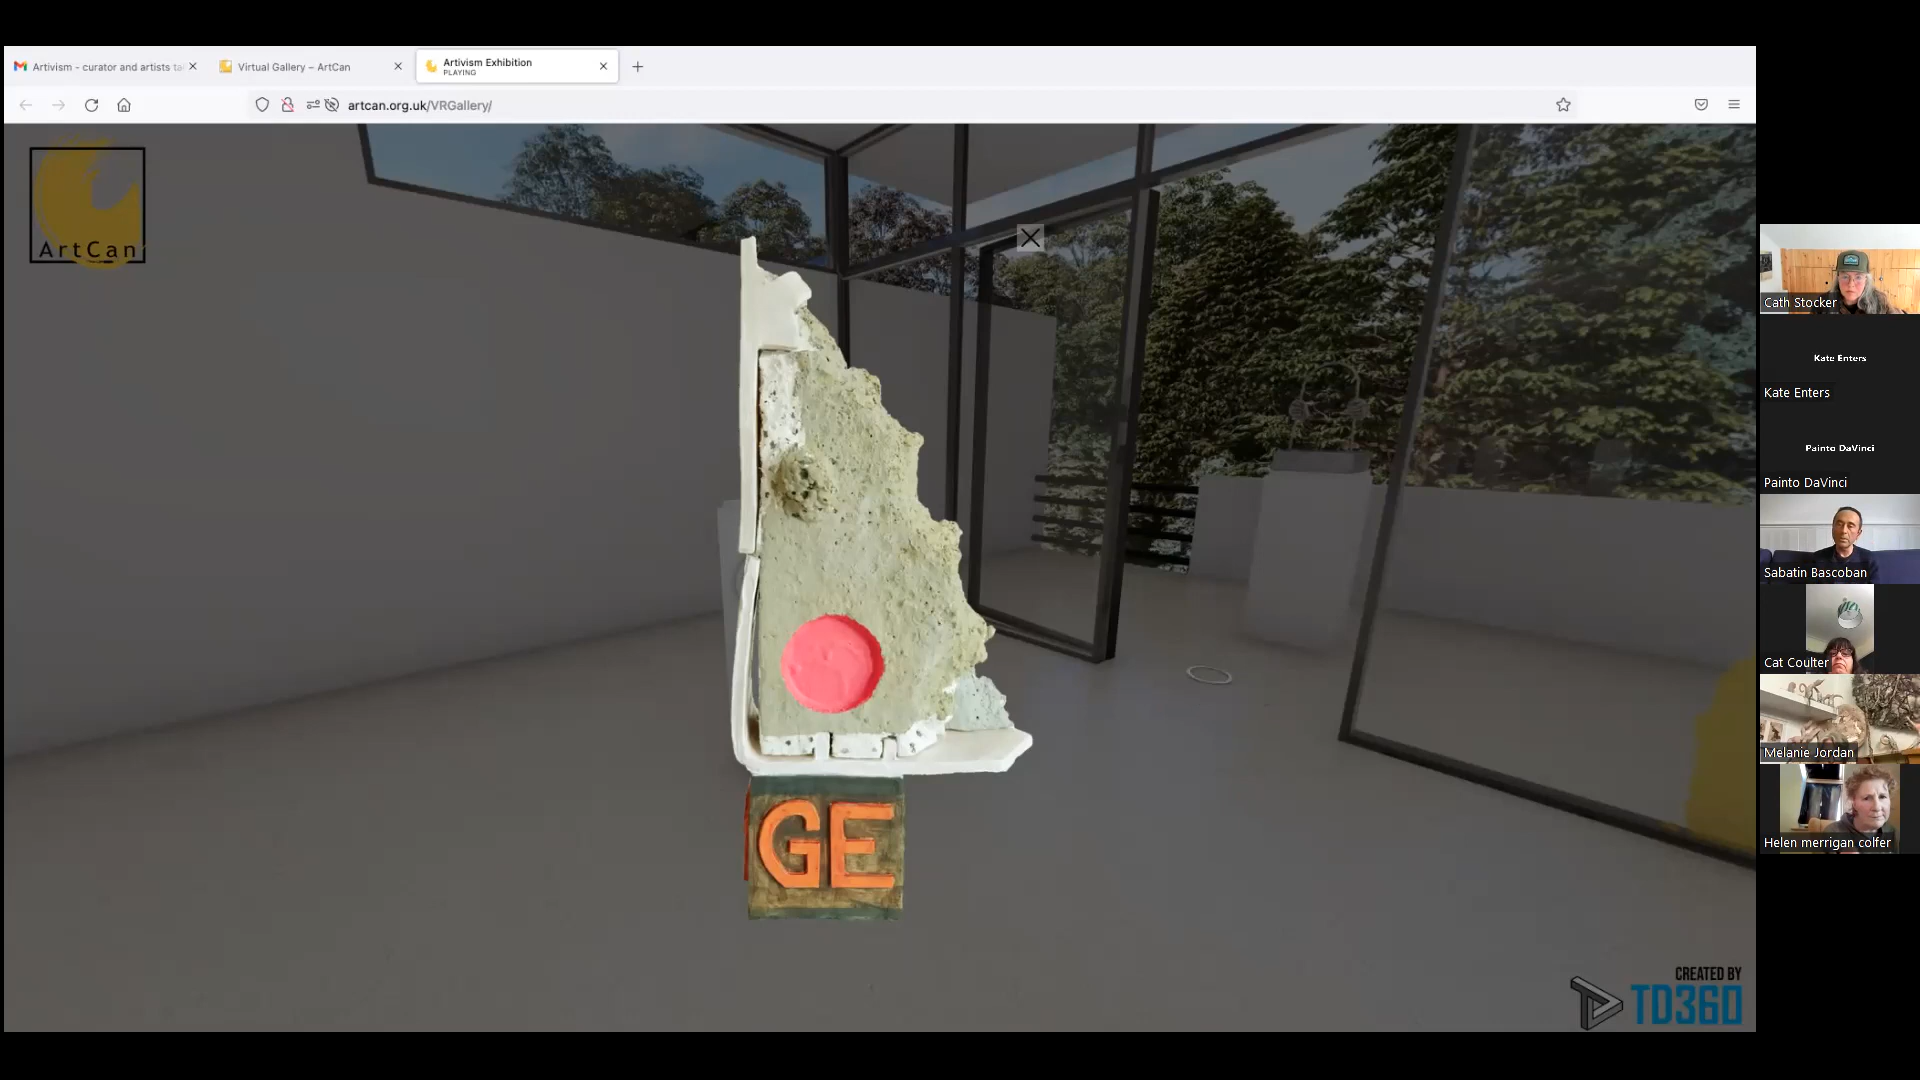 Artivism - curator and artists ta
Virtual Gallery – ArtCan
Artivism Exhibition
PLAYING
artcan.org.uk/VRGallery/
ArtCan
GE
CREATED BY
TD360
Cath Stocker
Kate Enters
Kate Enters
Painto DaVinci
Painto DaVinci
Sabatin Bascoban
Cat Coulter
Melanie Jordan
Helen merrigan colfer